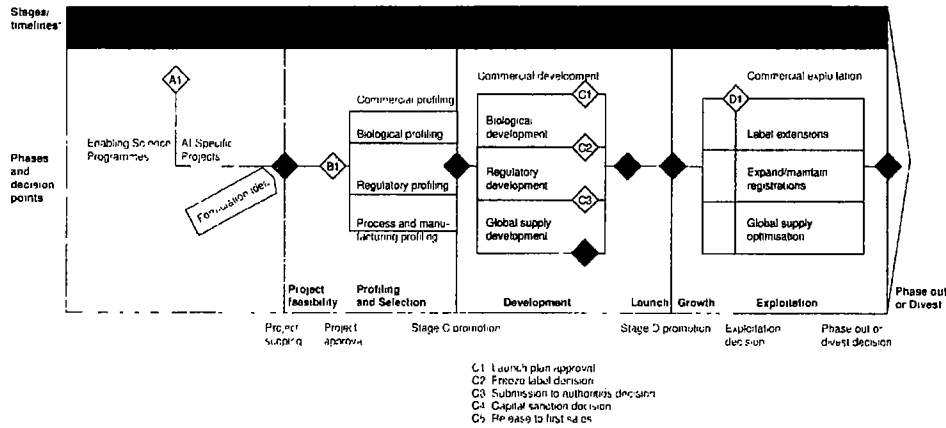 Stages/
timelines*
A1
Commercial development
Commercial exploitation
C1
D1
Commercial profiling
Enabling Science
Programmes
AI Specific
Projects
Biological profiling
Biological
development
C2
Label extensions
Phases
and
decision
points
B1
Formulation
Regulatory profiling
Regulatory
development
C3
Expand/maintain
registrations
Process and manu-
facturing profiling
Global supply
development
Global supply
optimisation
Project
feasibility
Profiling
and Selection
Development
Launch
Growth
Exploitation
Phase out
or Divest
Project
scoping
Project
approval
Stage C promotion
Stage D promotion
Exploitation
decision
Phase out or
divest decision
C1 Launch plan approval
C2 Freeze label decision
C3 Submission to authorities decision
C4 Capital sanction decision
C5 Release to first sales